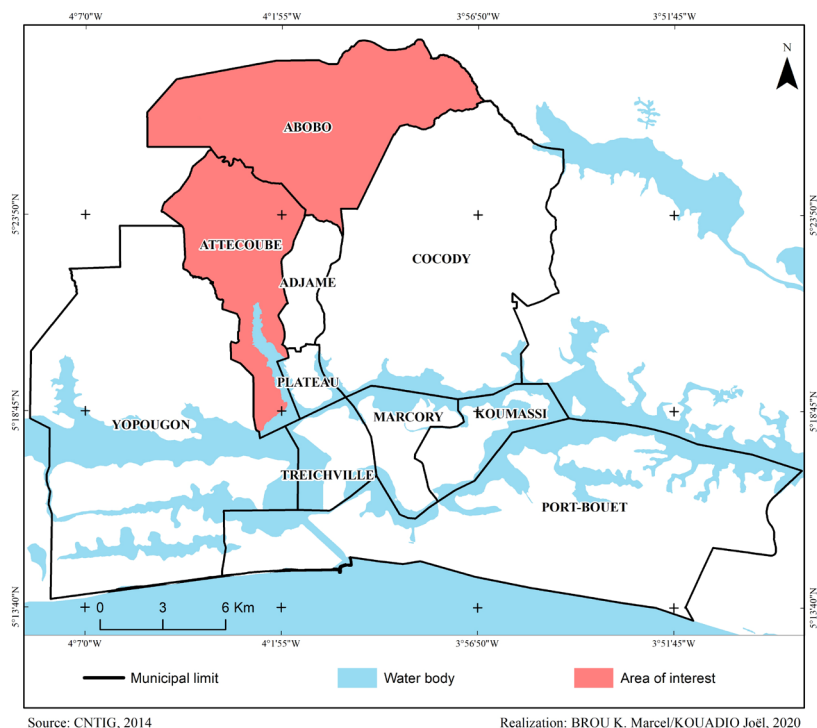 4°7'0"W 4°1'55"W 3°56'50"W 3°51'45"W
N
ABOBO
5°23'50"N 5°23'50"N
ATTECOUBE
COCODY
ADJAME
PLATEAU
5°18'45"N 5°18'45"N
MARCORY
KOUMASSI
YOPOUGON
TREICHVILLE
PORT-BOUET
5°13'40"N 5°13'40"N
0 3 6 Km
4°7'0"W 4°1'55"W 3°56'50"W 3°51'45"W
Municipal limit Water body Area of interest
Source: CNTIG, 2014 Realization: BROU K. Marcel/KOUADIO Joël, 2020